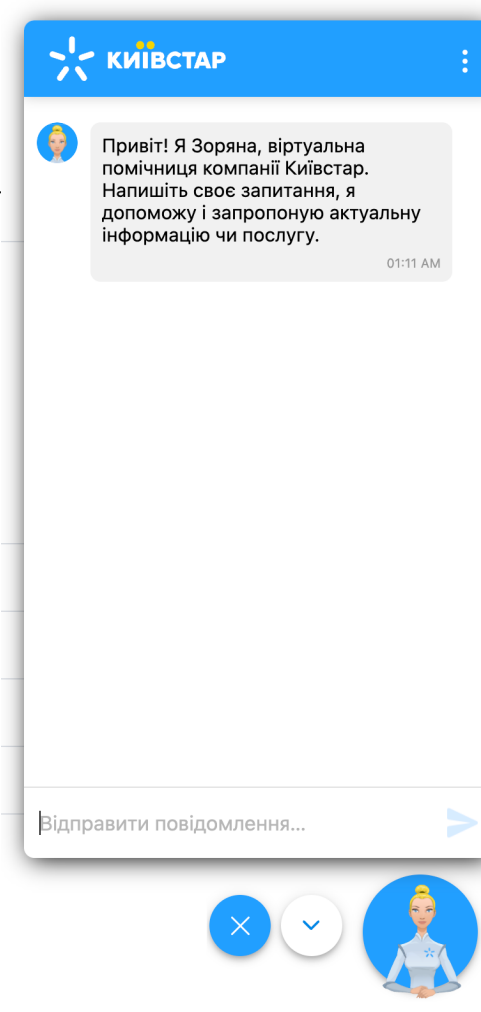 КИЇВСТАР
Привіт! Я Зоряна, віртуальна
помічниця компанії Київстар.
Напишіть своє запитання, я
допоможу і запропоную актуальну
інформацію чи послугу.
01:11 AM
Відправити повідомлення...